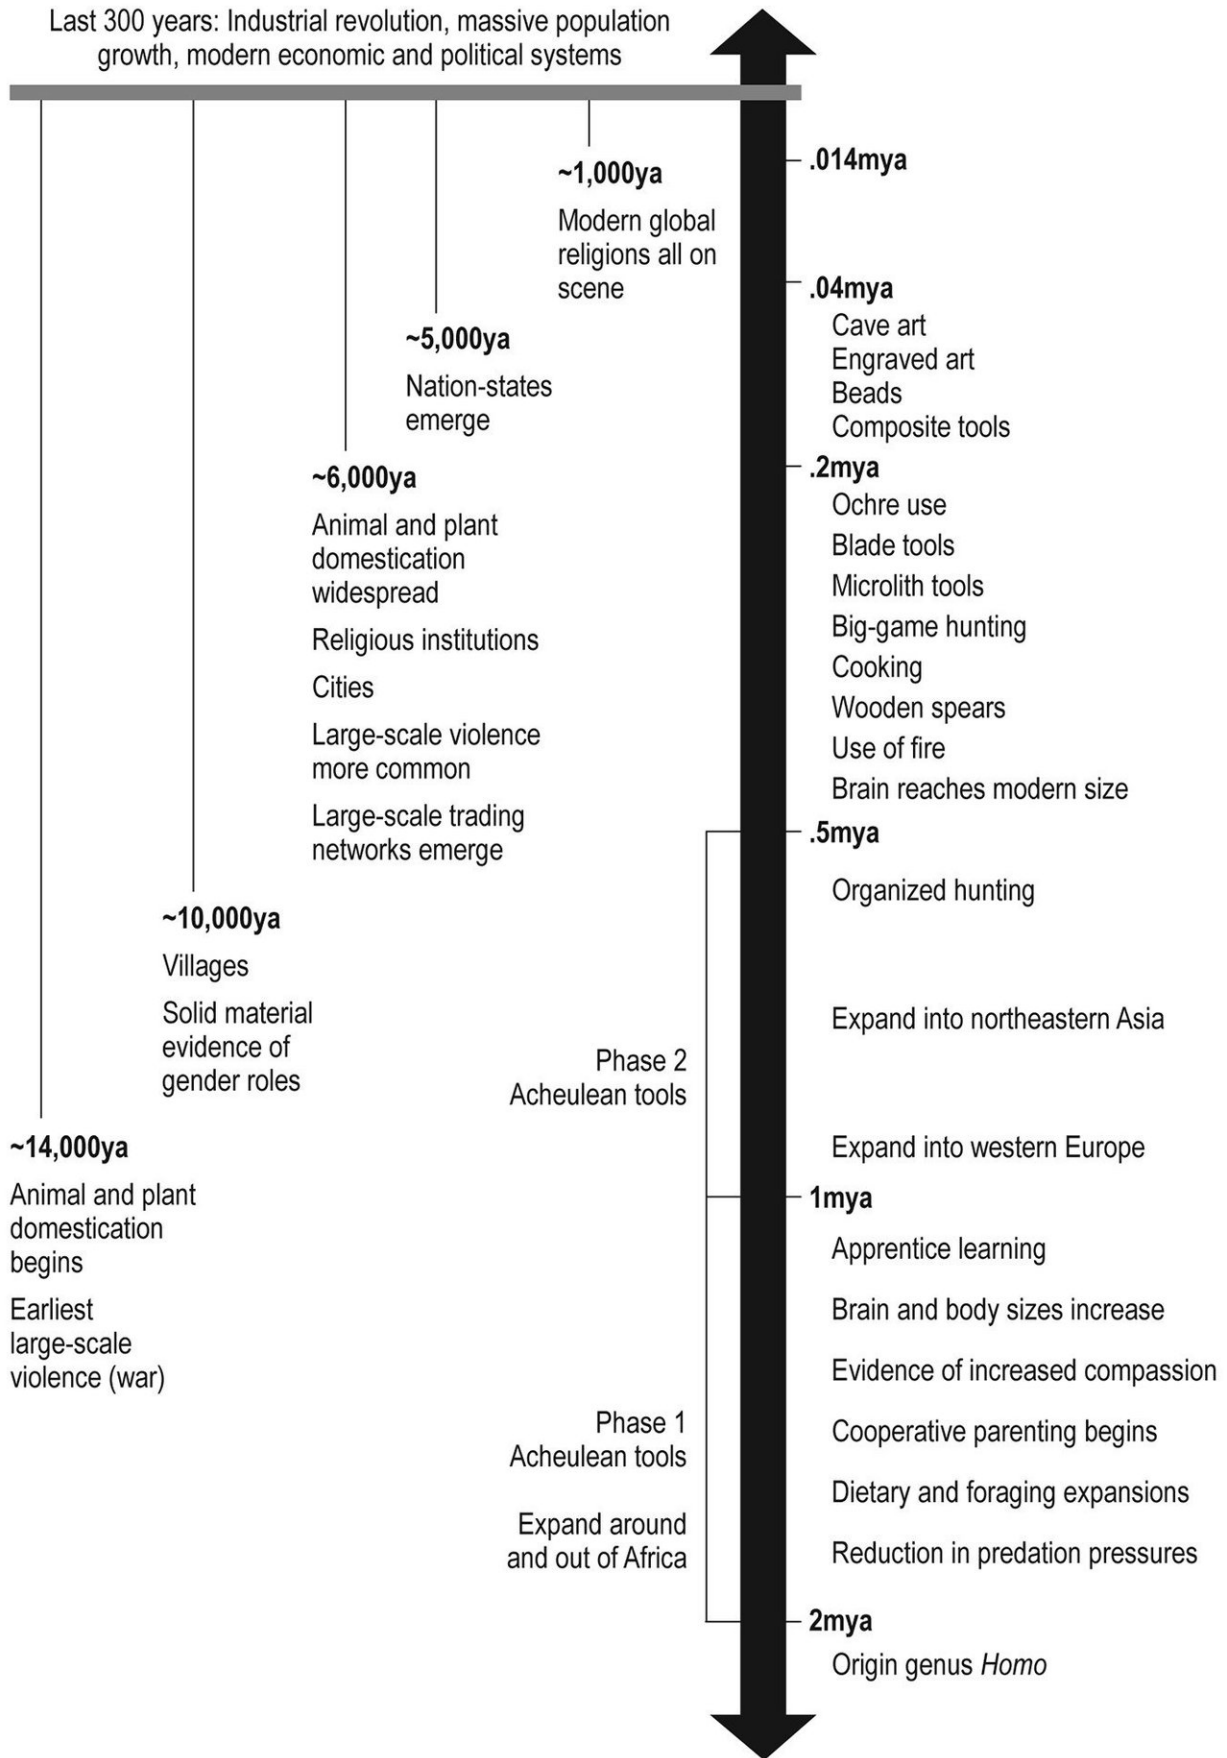 Last 300 years: Industrial revolution, massive population
growth, modern economic and political systems
~1,000ya
Modern global
religions all on
scene
~5,000ya
Nation-states
emerge
~6,000ya
Animal and plant
domestication
widespread
Religious institutions
Cities
Large-scale violence
more common
Large-scale trading
networks emerge
~10,000ya
Villages
Solid material
evidence of
gender roles
~14,000ya
Animal and plant
domestication
begins
Earliest
large-scale
violence (war)
Phase 2
Acheulean tools
Phase 1
Acheulean tools
Expand around
and out of Africa
.014mya
.04mya
Cave art
Engraved art
Beads
Composite tools
.2mya
Ochre use
Blade tools
Microlith tools
Big-game hunting
Cooking
Wooden spears
Use of fire
Brain reaches modern size
.5mya
Organized hunting
Expand into northeastern Asia
Expand into western Europe
1mya
Apprentice learning
Brain and body sizes increase
Evidence of increased compassion
Cooperative parenting begins
Dietary and foraging expansions
Reduction in predation pressures
2mya
Origin genus Homo